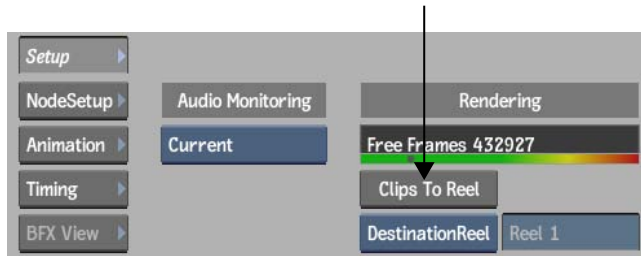 Setup
NodeSetup Audio Monitoring Rendering
Animation Current Free Frames 432927
Timing Clips To Reel
BFX View DestinationReel Reel 1